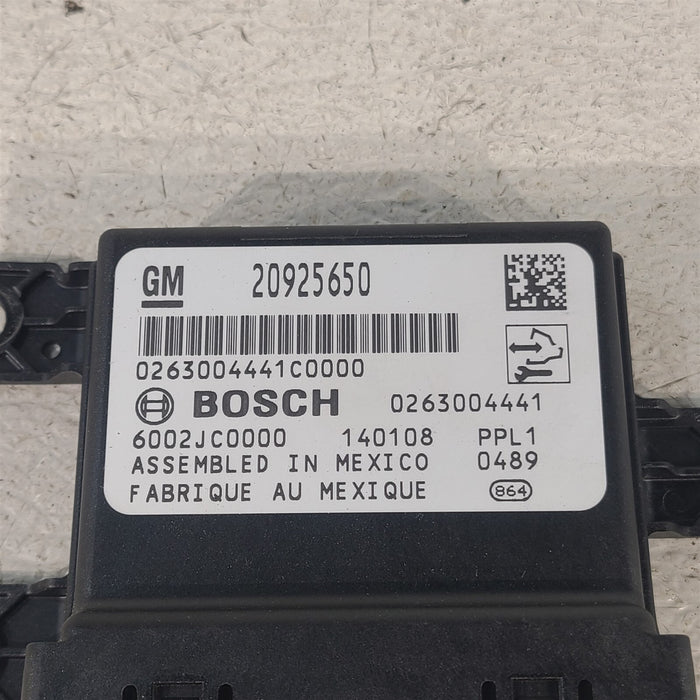 GM 20925650
0263004441C0000
BOSCH 0263004441
6002JC0000 140108 PPL1
ASSEMBLED IN MEXICO 0489
FABRIQUE AU MEXIQUE 864